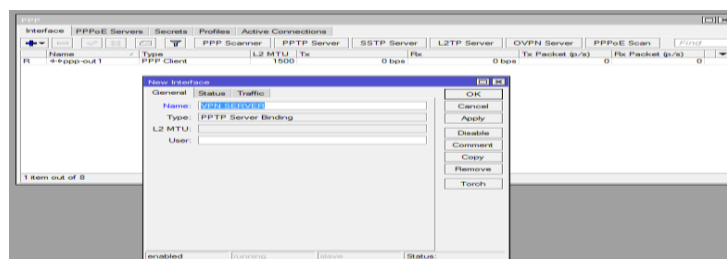 PPP
Interface PPPoE Servers Secrets Profiles Active Connections
PPP Scanner PPTP Server SSTP Server L2TP Server OVPN Server PPPoE Scan Find
Name Type L2 MTU Tx Rx Tx Packet (p/s) Rx Packet (p/s)
R ppp-out1 PPP Client 1500 0 bps 0 bps 0 0
New Interface
General Status Traffic
OK
Name: VPN SERVER
Cancel
Type: PPTP Server Binding
Apply
L2 MTU:
Disable
User:
Comment
Copy
Remove
Torch
1 item out of 8
enabled running slave Status: